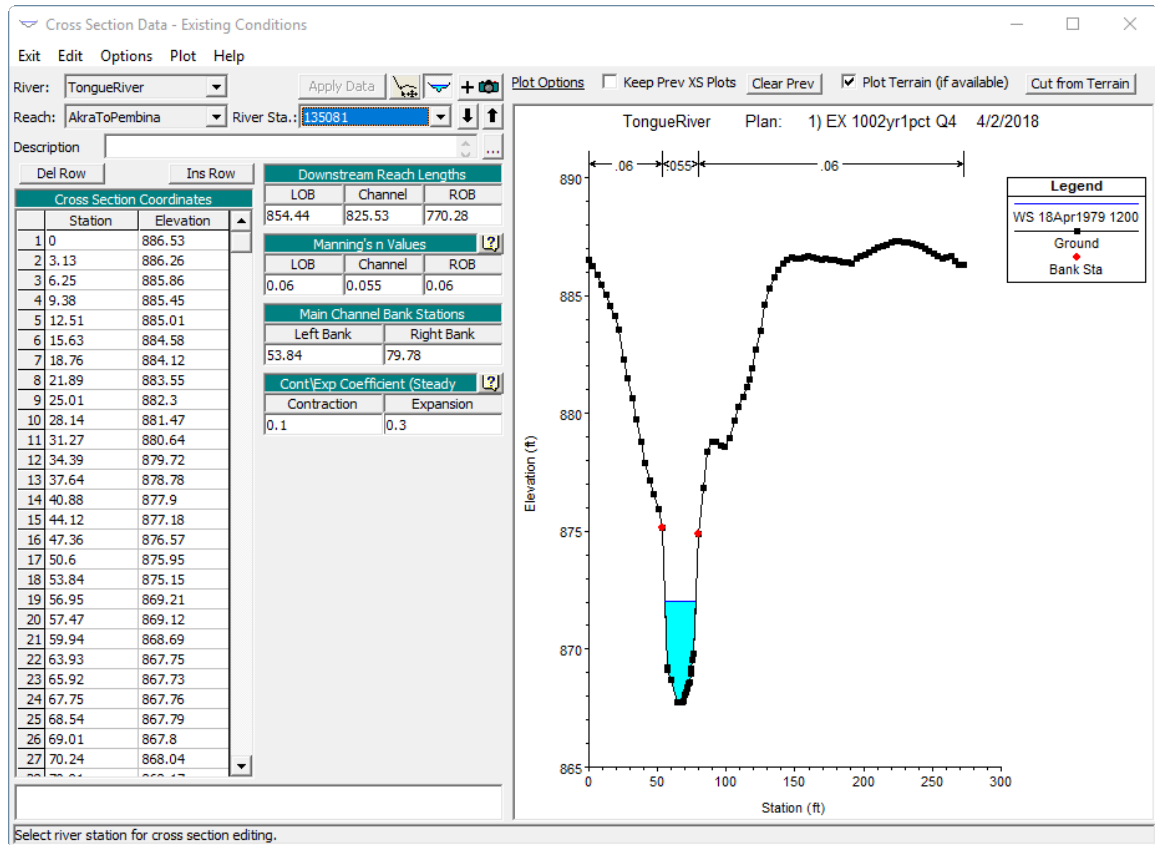 Cross Section Data - Existing Conditions
Exit Edit Options Plot Help
River: TongueRiver Apply Data
Reach: AkraToPembina River Sta.: 135081
Description ...
Del Row Ins Row
Cross Section Coordinates
Station Elevation
1 0 886.53
2 3.13 886.26
3 6.25 885.86
4 9.38 885.45
5 12.51 885.01
6 15.63 884.58
7 18.76 884.12
8 21.89 883.55
9 25.01 882.3
10 28.14 881.47
11 31.27 880.64
12 34.39 879.72
13 37.64 878.78
14 40.88 877.9
15 44.12 877.18
16 47.36 876.57
17 50.6 875.95
18 53.84 875.15
19 56.95 869.21
20 57.47 869.12
21 59.94 868.69
22 63.93 867.75
23 65.92 867.73
24 67.75 867.76
25 68.54 867.79
26 69.01 867.8
27 70.24 868.04
Downstream Reach Lengths
LOB Channel ROB
854.44 825.53 770.28
Manning's n Values
LOB Channel ROB
0.06 0.055 0.06
Main Channel Bank Stations
Left Bank Right Bank
53.84 79.78
Cont\Exp Coefficient (Steady
Contraction Expansion
0.1 0.3
Plot Options Keep Prev XS Plots Clear Prev Plot Terrain (if available) Cut from Terrain
TongueRiver Plan: 1) EX 1002yr1pct Q4 4/2/2018
.06 .055 .06
890
885
880
875
870
865
Elevation (ft)
0 50 100 150 200 250 300
Station (ft)
Legend
WS 18Apr1979 1200
Ground
Bank Sta
Select river station for cross section editing.